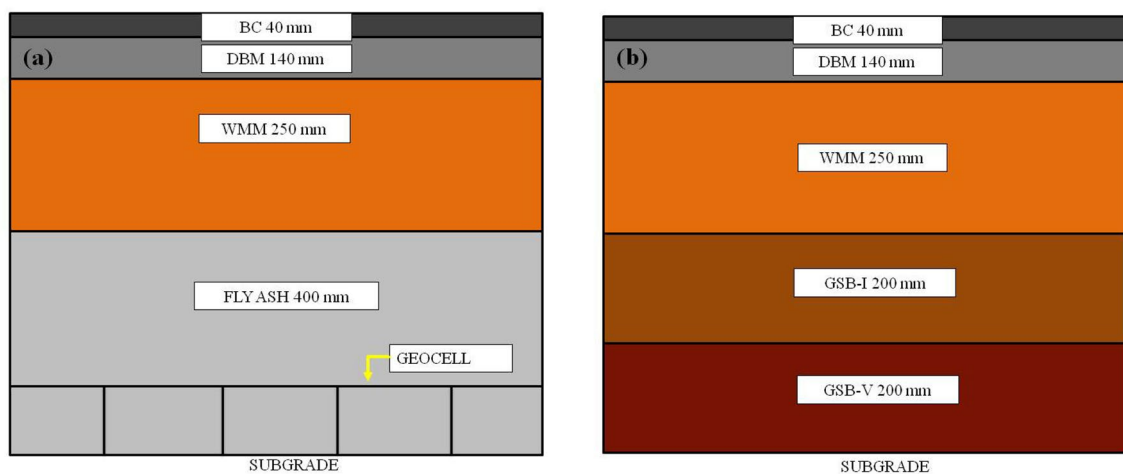 (a)
BC 40 mm
DBM 140 mm
WMM 250 mm
FLY ASH 400 mm
GEOCELL
SUBGRADE
(b)
BC 40 mm
DBM 140 mm
WMM 250 mm
GSB-I 200 mm
GSB-V 200 mm
SUBGRADE